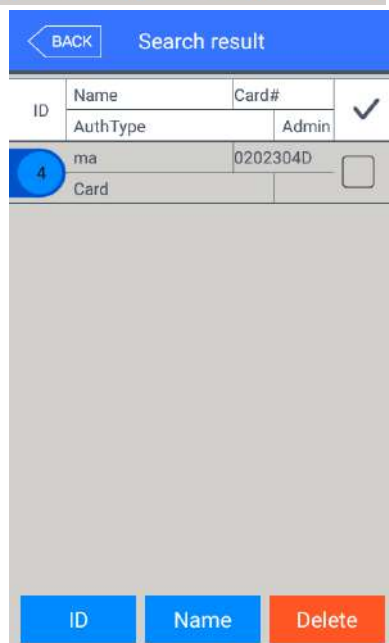 BACK Search result
ID Name Card#
AuthType Admin
4 ma 0202304D
Card
ID Name Delete